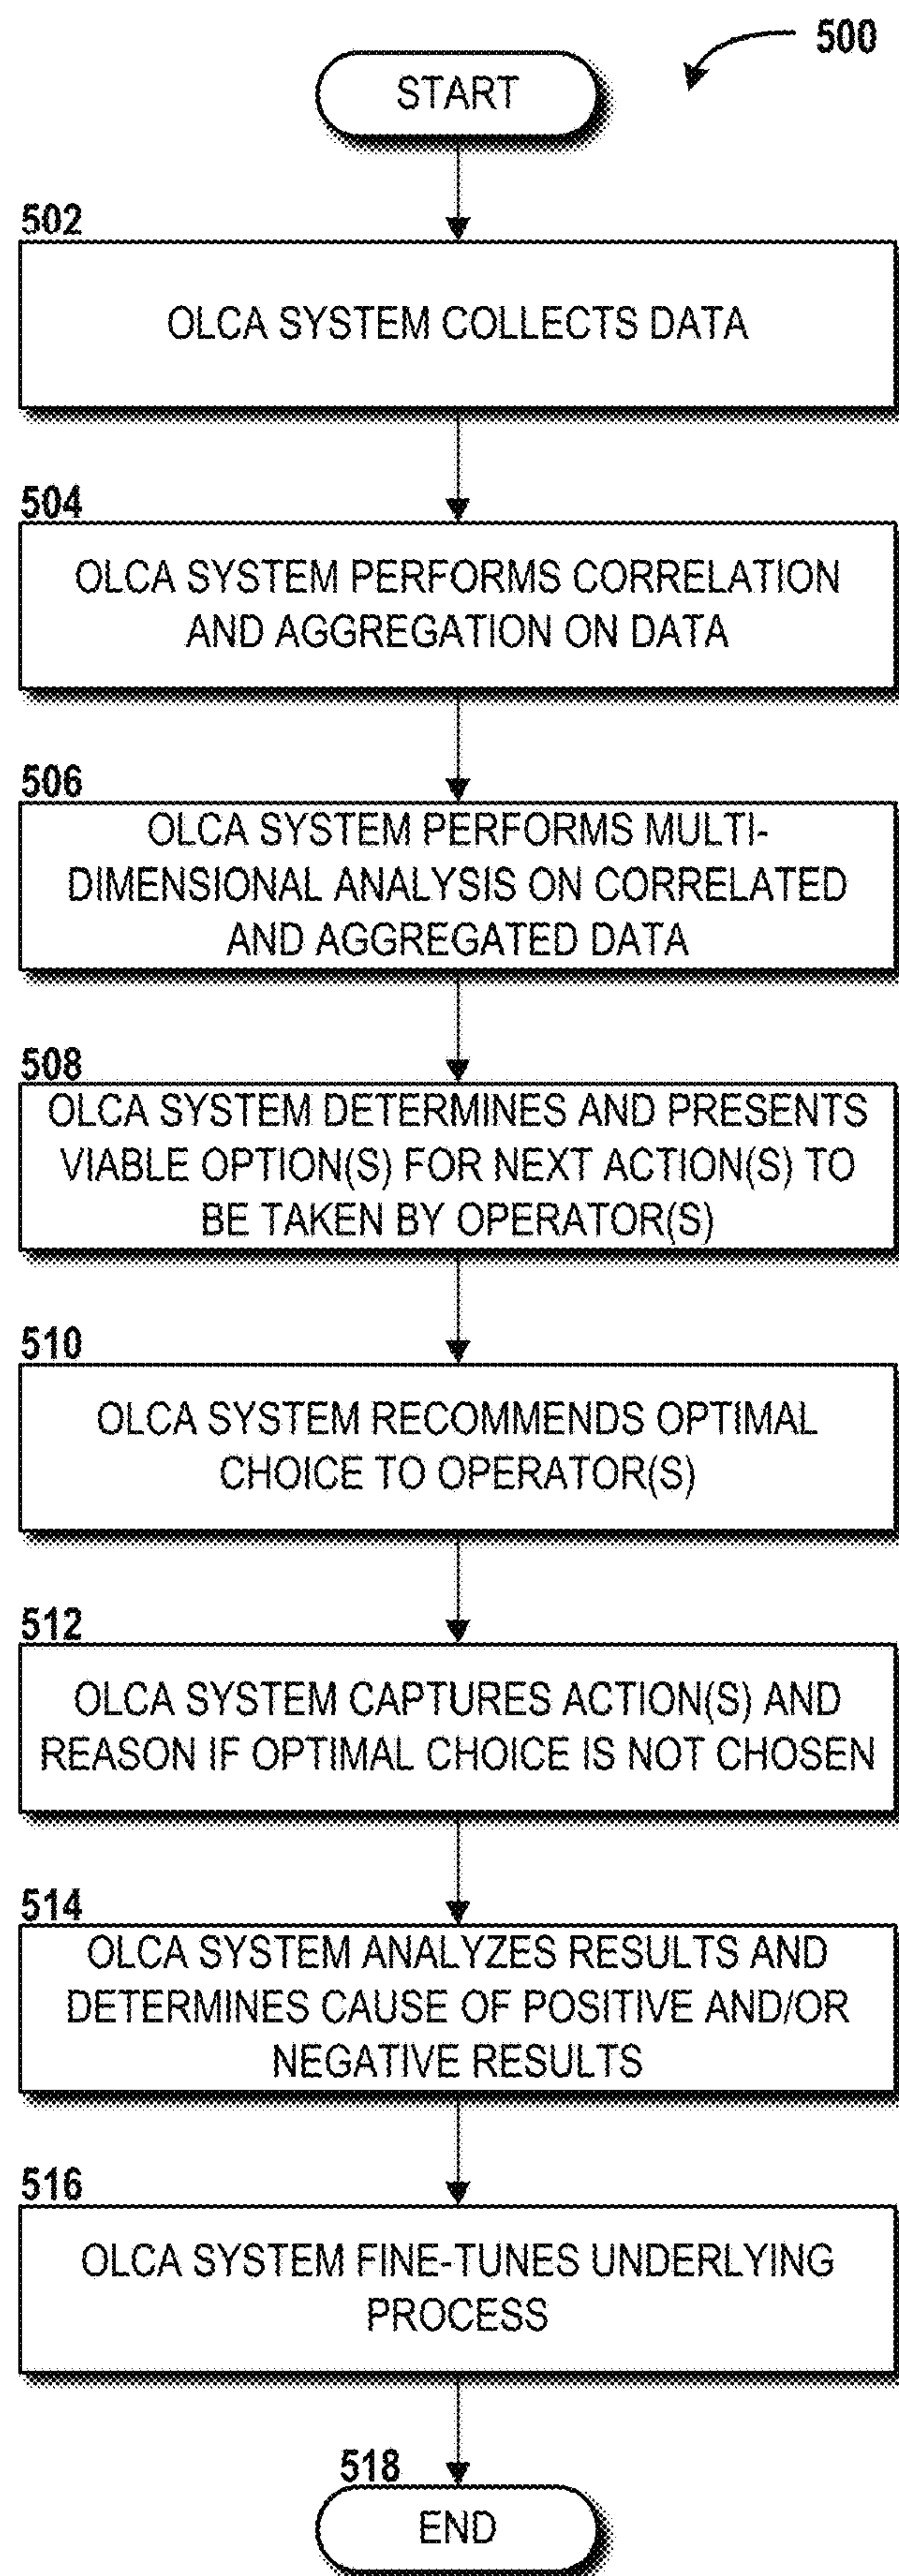 500
START
502
OLCA SYSTEM COLLECTS DATA
504
OLCA SYSTEM PERFORMS CORRELATION
AND AGGREGATION ON DATA
506
OLCA SYSTEM PERFORMS MULTI-
DIMENSIONAL ANALYSIS ON CORRELATED
AND AGGREGATED DATA
508
OLCA SYSTEM DETERMINES AND PRESENTS
VIABLE OPTION(S) FOR NEXT ACTION(S) TO
BE TAKEN BY OPERATOR(S)
510
OLCA SYSTEM RECOMMENDS OPTIMAL
CHOICE TO OPERATOR(S)
512
OLCA SYSTEM CAPTURES ACTION(S) AND
REASON IF OPTIMAL CHOICE IS NOT CHOSEN
514
OLCA SYSTEM ANALYZES RESULTS AND
DETERMINES CAUSE OF POSITIVE AND/OR
NEGATIVE RESULTS
516
OLCA SYSTEM FINE-TUNES UNDERLYING
PROCESS
518
END